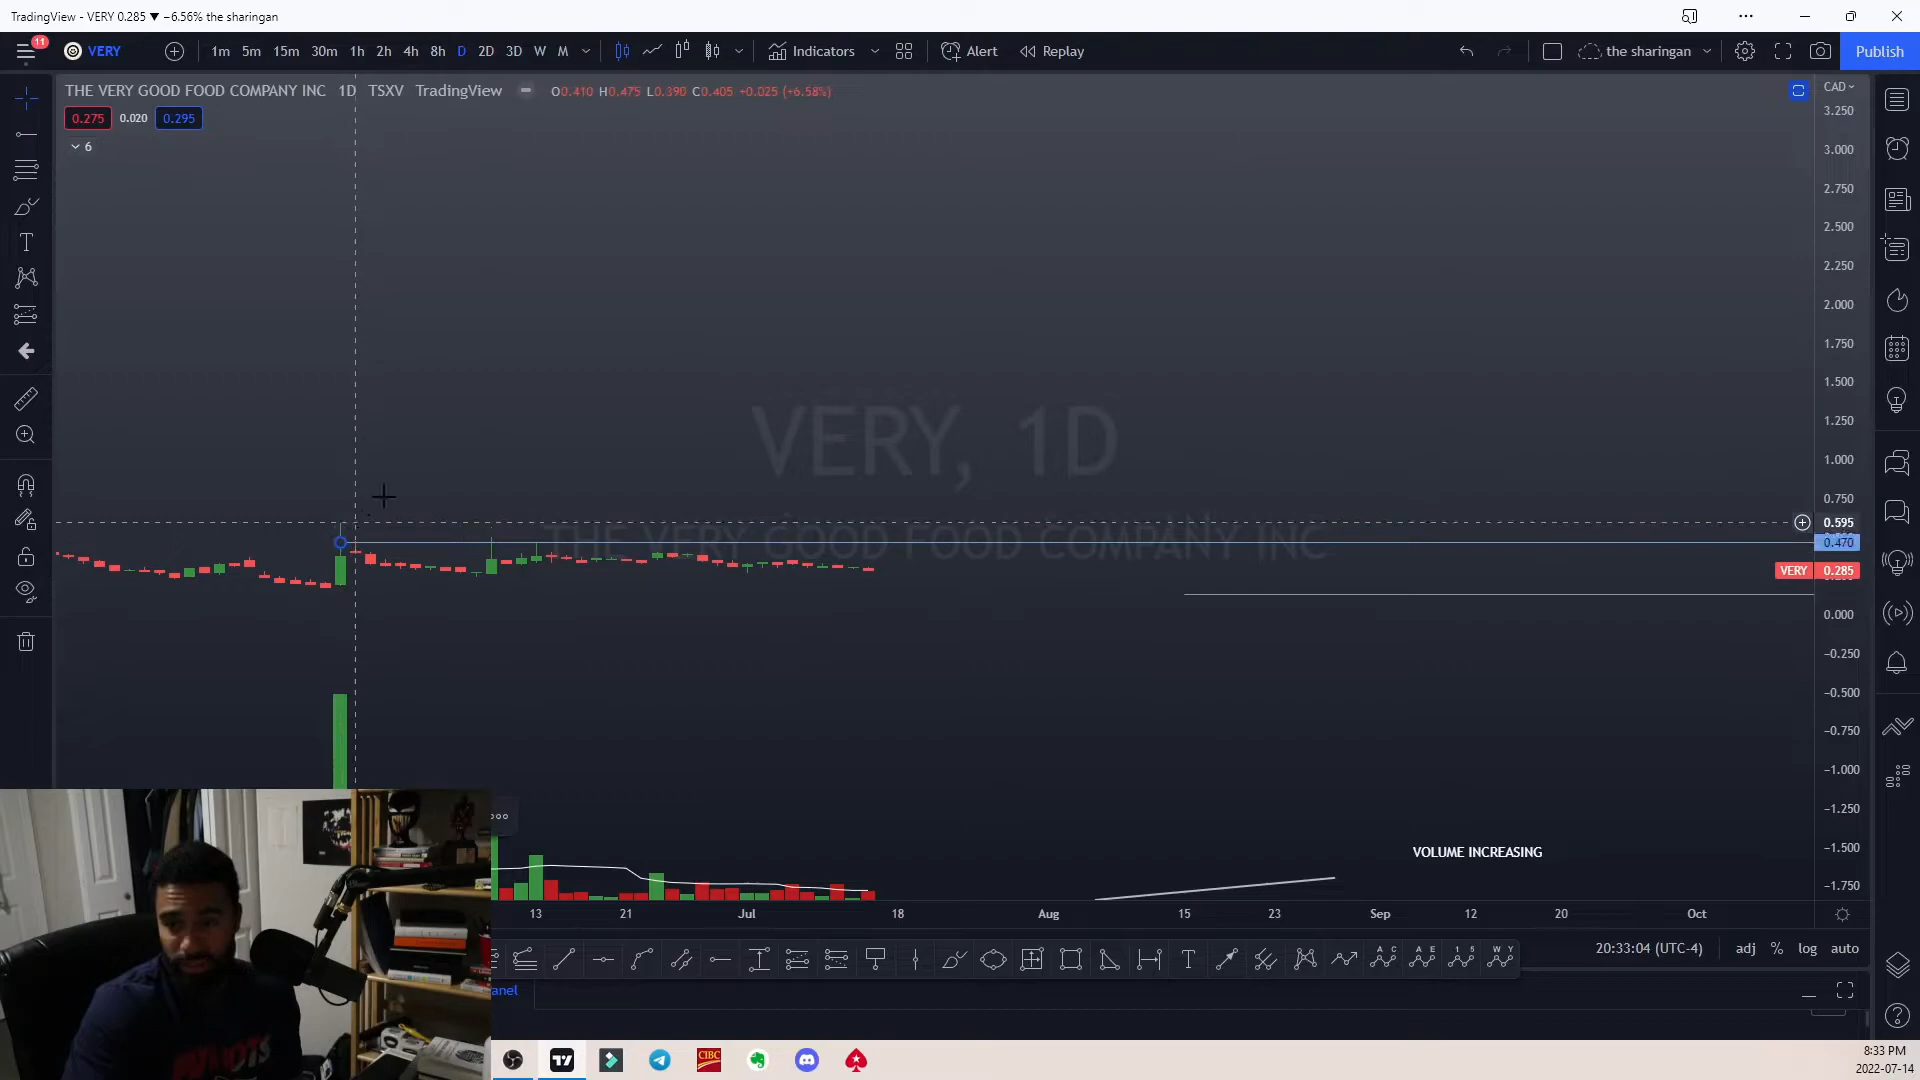 TradingView - VERY 0.285 ▼ −6.56% the sharingan
11
VERY
1m 5m 15m 30m 1h 2h 4h 8h D 2D 3D W M
Indicators
Alert
Replay
the sharingan
Publish
THE VERY GOOD FOOD COMPANY INC 1D TSXV TradingView
O0.410 H0.475 L0.390 C0.405 +0.025 (+6.58%)
CAD
0.275 0.020 0.295
6
3.250
3.000
2.750
2.500
2.250
2.000
1.750
1.500
1.250
1.000
0.750
0.595
0.470
VERY 0.285
0.000
−0.250
−0.500
−0.750
−1.000
−1.250
−1.500
−1.750
VERY, 1D
THE VERY GOOD FOOD COMPANY INC
VOLUME INCREASING
13 21 Jul 18 Aug 15 23 Sep 12 20 Oct
20:33:04 (UTC-4)
adj % log auto
T
A C
A E
1 5
W Y
anel
CIBC
8:33 PM
2022-07-14